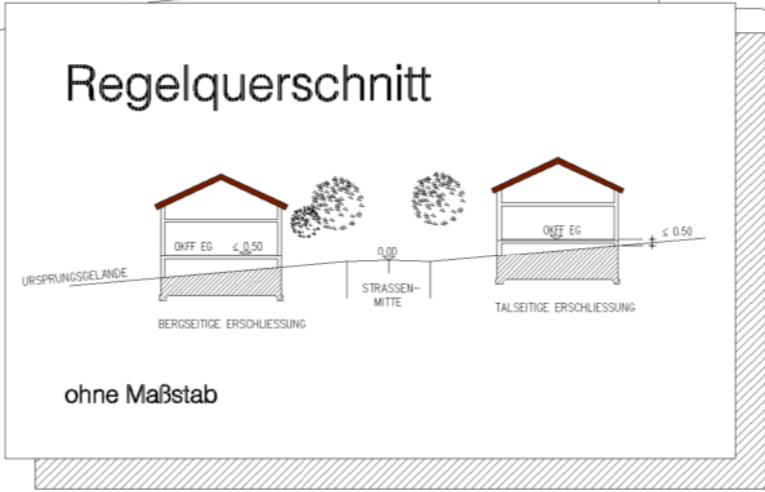 Regelquerschnitt
OKFF EG ≤ 0.50
OKFF EG
≤ 0.50
0.00
URSPRUNGSGELÄNDE
STRASSEN-
MITTE
BERGSEITIGE ERSCHLIESSUNG
TALSEITIGE ERSCHLIESSUNG
ohne Maßstab